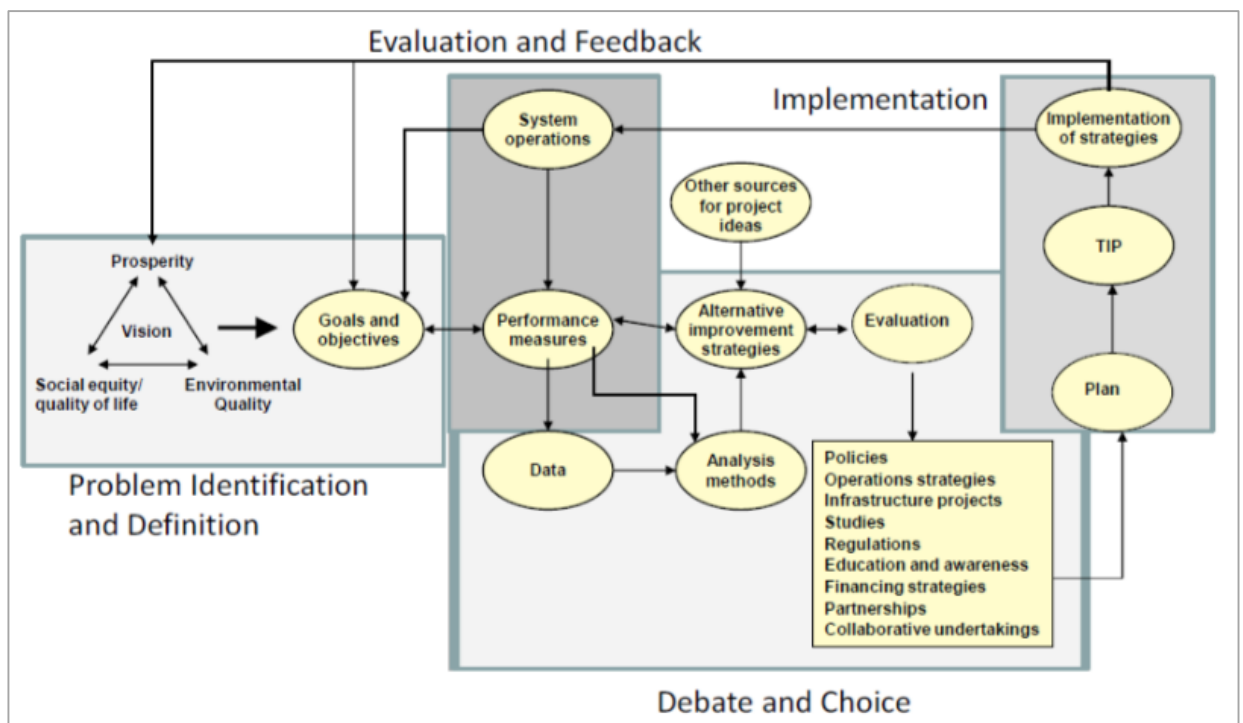 Evaluation and Feedback
Implementation
System
operations
Implementation
of strategies
Other sources
for project
ideas
TIP
Prosperity
Vision
Social equity/
quality of life
Environmental
Quality
Goals and
objectives
Performance
measures
Alternative
improvement
strategies
Evaluation
Plan
Data
Analysis
methods
Policies
Operations strategies
Infrastructure projects
Studies
Regulations
Education and awareness
Financing strategies
Partnerships
Collaborative undertakings
Problem Identification
and Definition
Debate and Choice